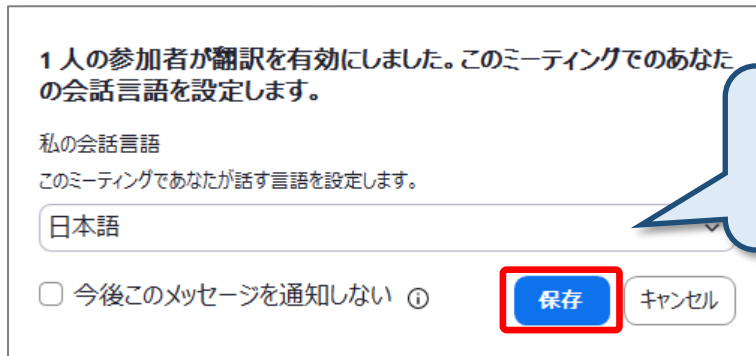 1 人の参加者が翻訳を有効にしました。このミーティングでのあなた
の会話言語を設定します。
私の会話言語
このミーティングであなたが話す言語を設定します。
日本語
今後このメッセージを通知しない
保存
キャンセル